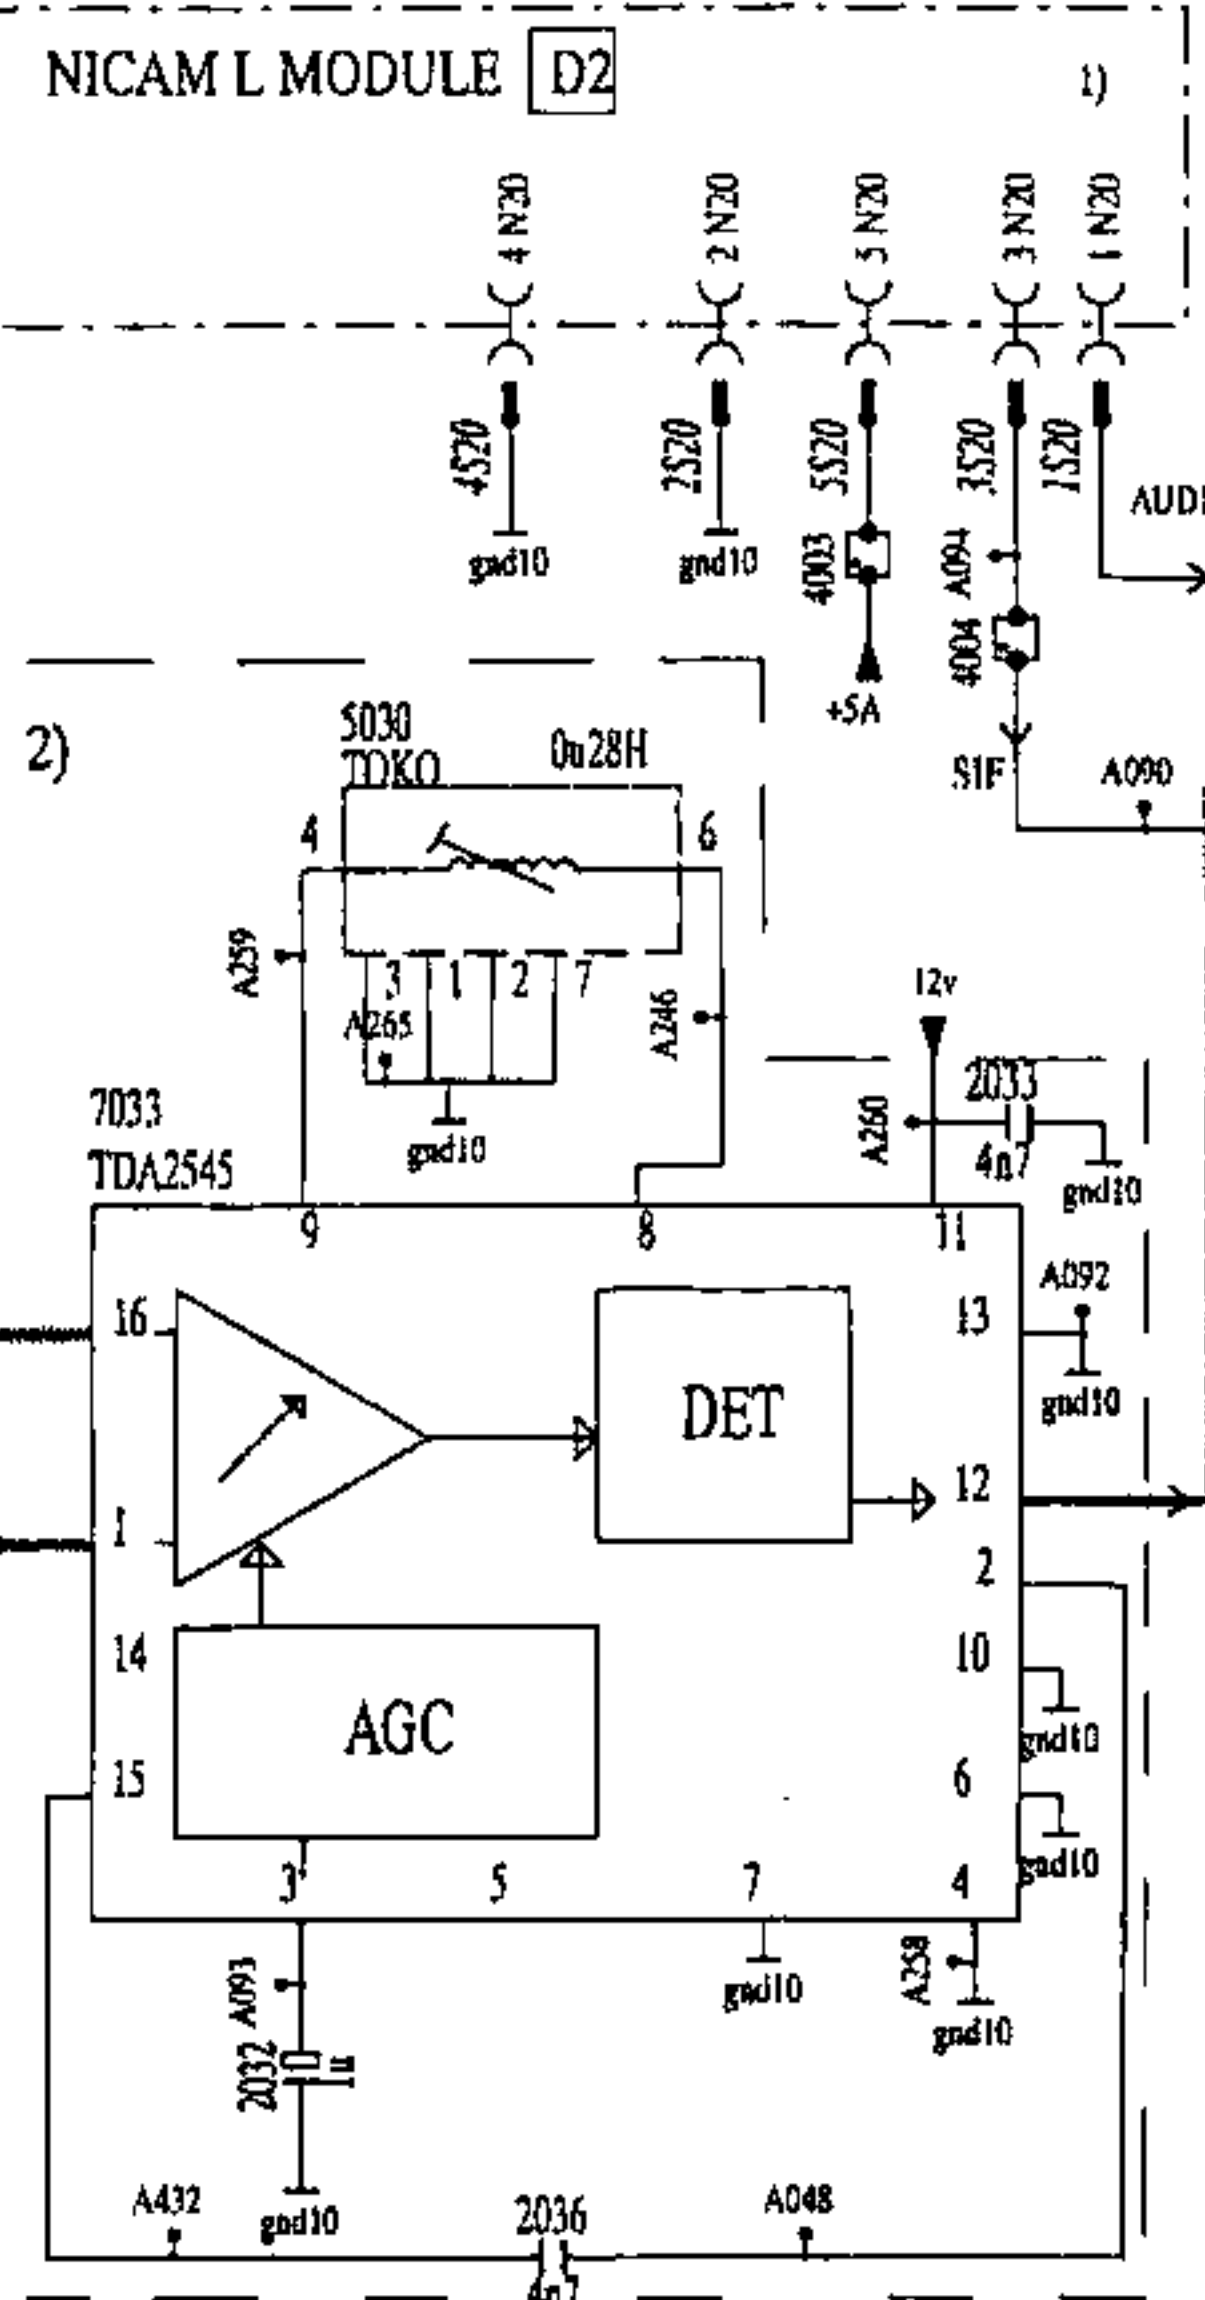 NICAM L MODULE D2
1)
4 N20
2 N20
5 N20
3 N20
1 N20
4S20
2S20
5S20
3S20
1S20
gnd10
gnd10
4003
A094
4004
+5A
SIF
A090
2)
5030
TOKO
0u28H
4
6
A259
3
1
2
7
A265
A246
gnd10
12v
A260
2033
4n7
gnd10
7033
TDA2545
9
8
11
16
DET
13
A092
gnd10
1
12
2
14
10
gnd10
AGC
15
6
gnd10
3
5
7
4
A093
gnd10
A258
gnd10
2032
1u
A432
gnd10
2036
A048
4n7